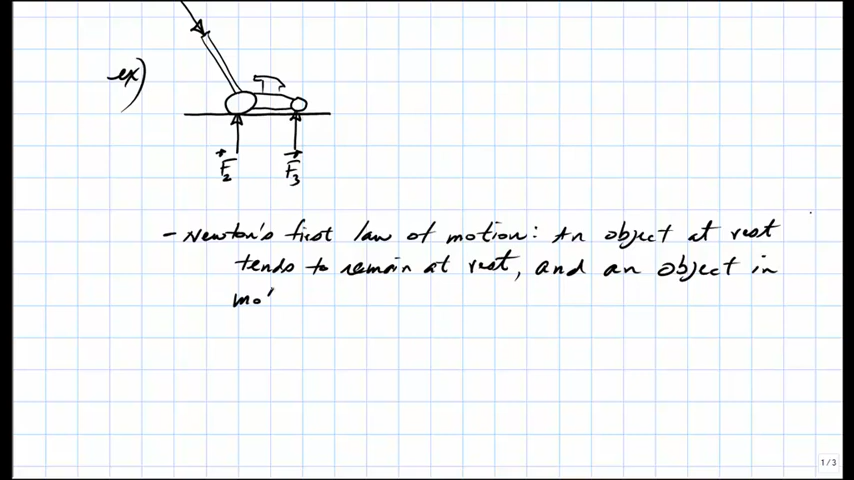 ex)
F₂ F₃
- Newton's first law of motion: An object at rest
tends to remain at rest, and an object in
mo
1/3